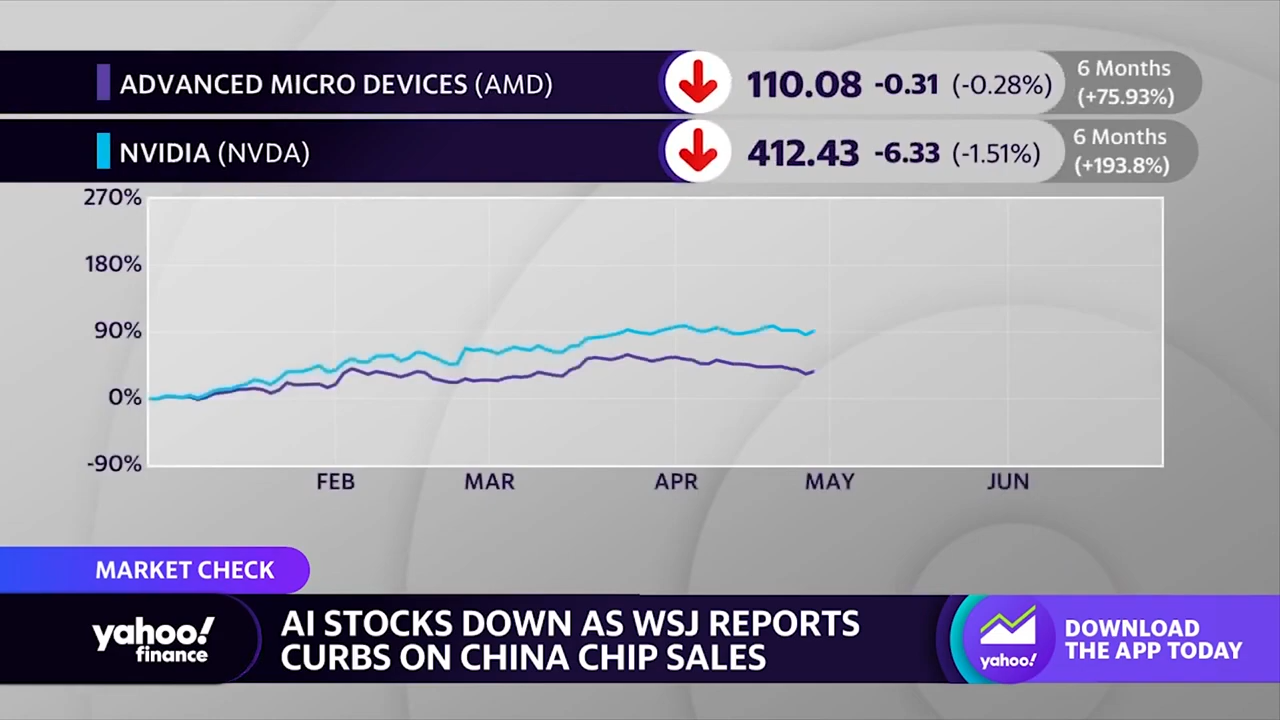 ADVANCED MICRO DEVICES (AMD) 110.08 -0.31 (-0.28%) 6 Months
(+75.93%)
NVIDIA (NVDA) 412.43 -6.33 (-1.51%) 6 Months
(+193.8%)
270%
180%
90%
0%
-90%
FEB MAR APR MAY JUN
MARKET CHECK
yahoo!
finance
AI STOCKS DOWN AS WSJ REPORTS
CURBS ON CHINA CHIP SALES
yahoo!
DOWNLOAD
THE APP TODAY